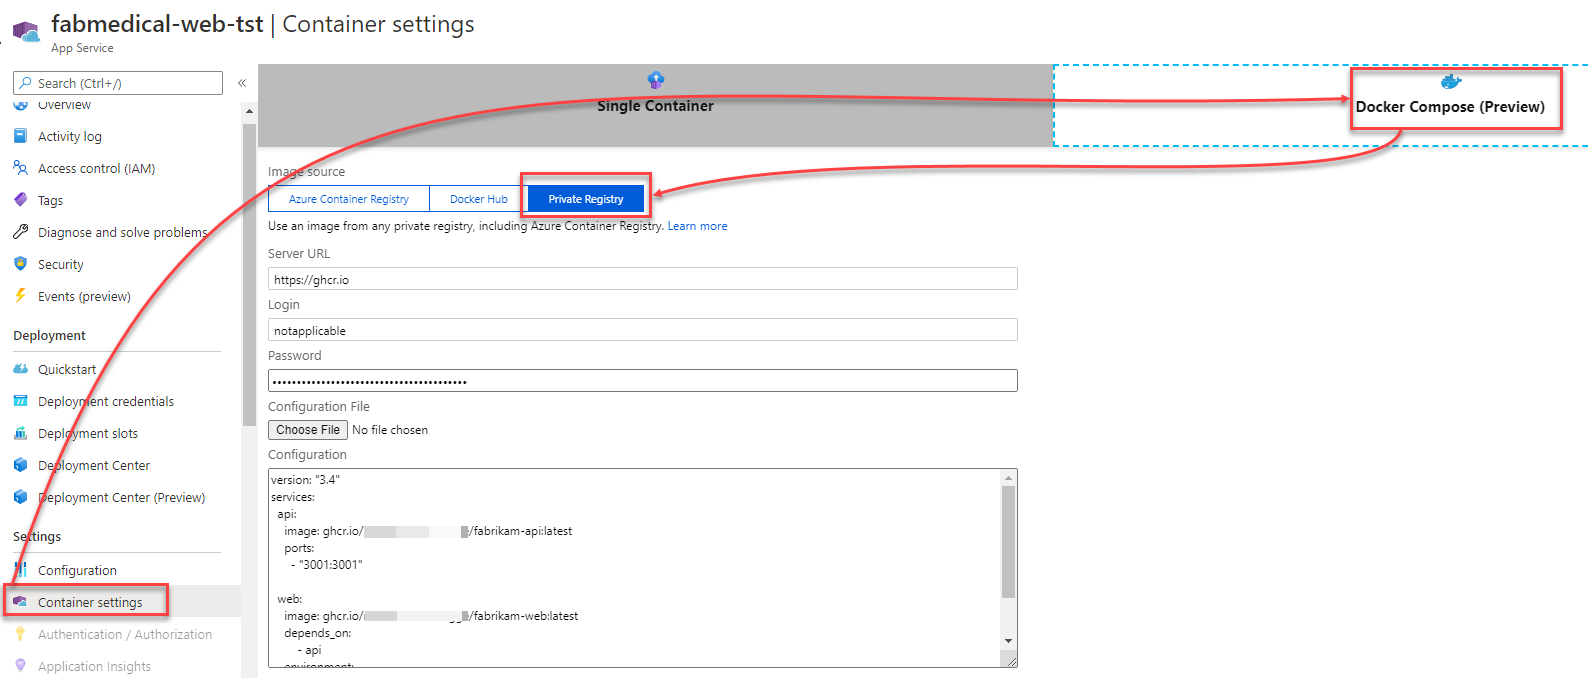 fabmedical-web-tst | Container settings
App Service
Search (Ctrl+/)
«
Overview
Activity log
Access control (IAM)
Tags
Diagnose and solve problems
Security
Events (preview)
Deployment
Quickstart
Deployment credentials
Deployment slots
Deployment Center
Deployment Center (Preview)
Settings
Configuration
Container settings
Authentication / Authorization
Application Insights
Single Container
Docker Compose (Preview)
Image source
Azure Container Registry
Docker Hub
Private Registry
Use an image from any private registry, including Azure Container Registry. Learn more
Server URL
https://ghcr.io
Login
notapplicable
Password
Configuration File
Choose File No file chosen
Configuration
version: "3.4"
services:
api:
image: ghcr.io/ /fabrikam-api:latest
ports:
- "3001:3001"
web:
image: ghcr.io/ /fabrikam-web:latest
depends_on:
- api
environment: